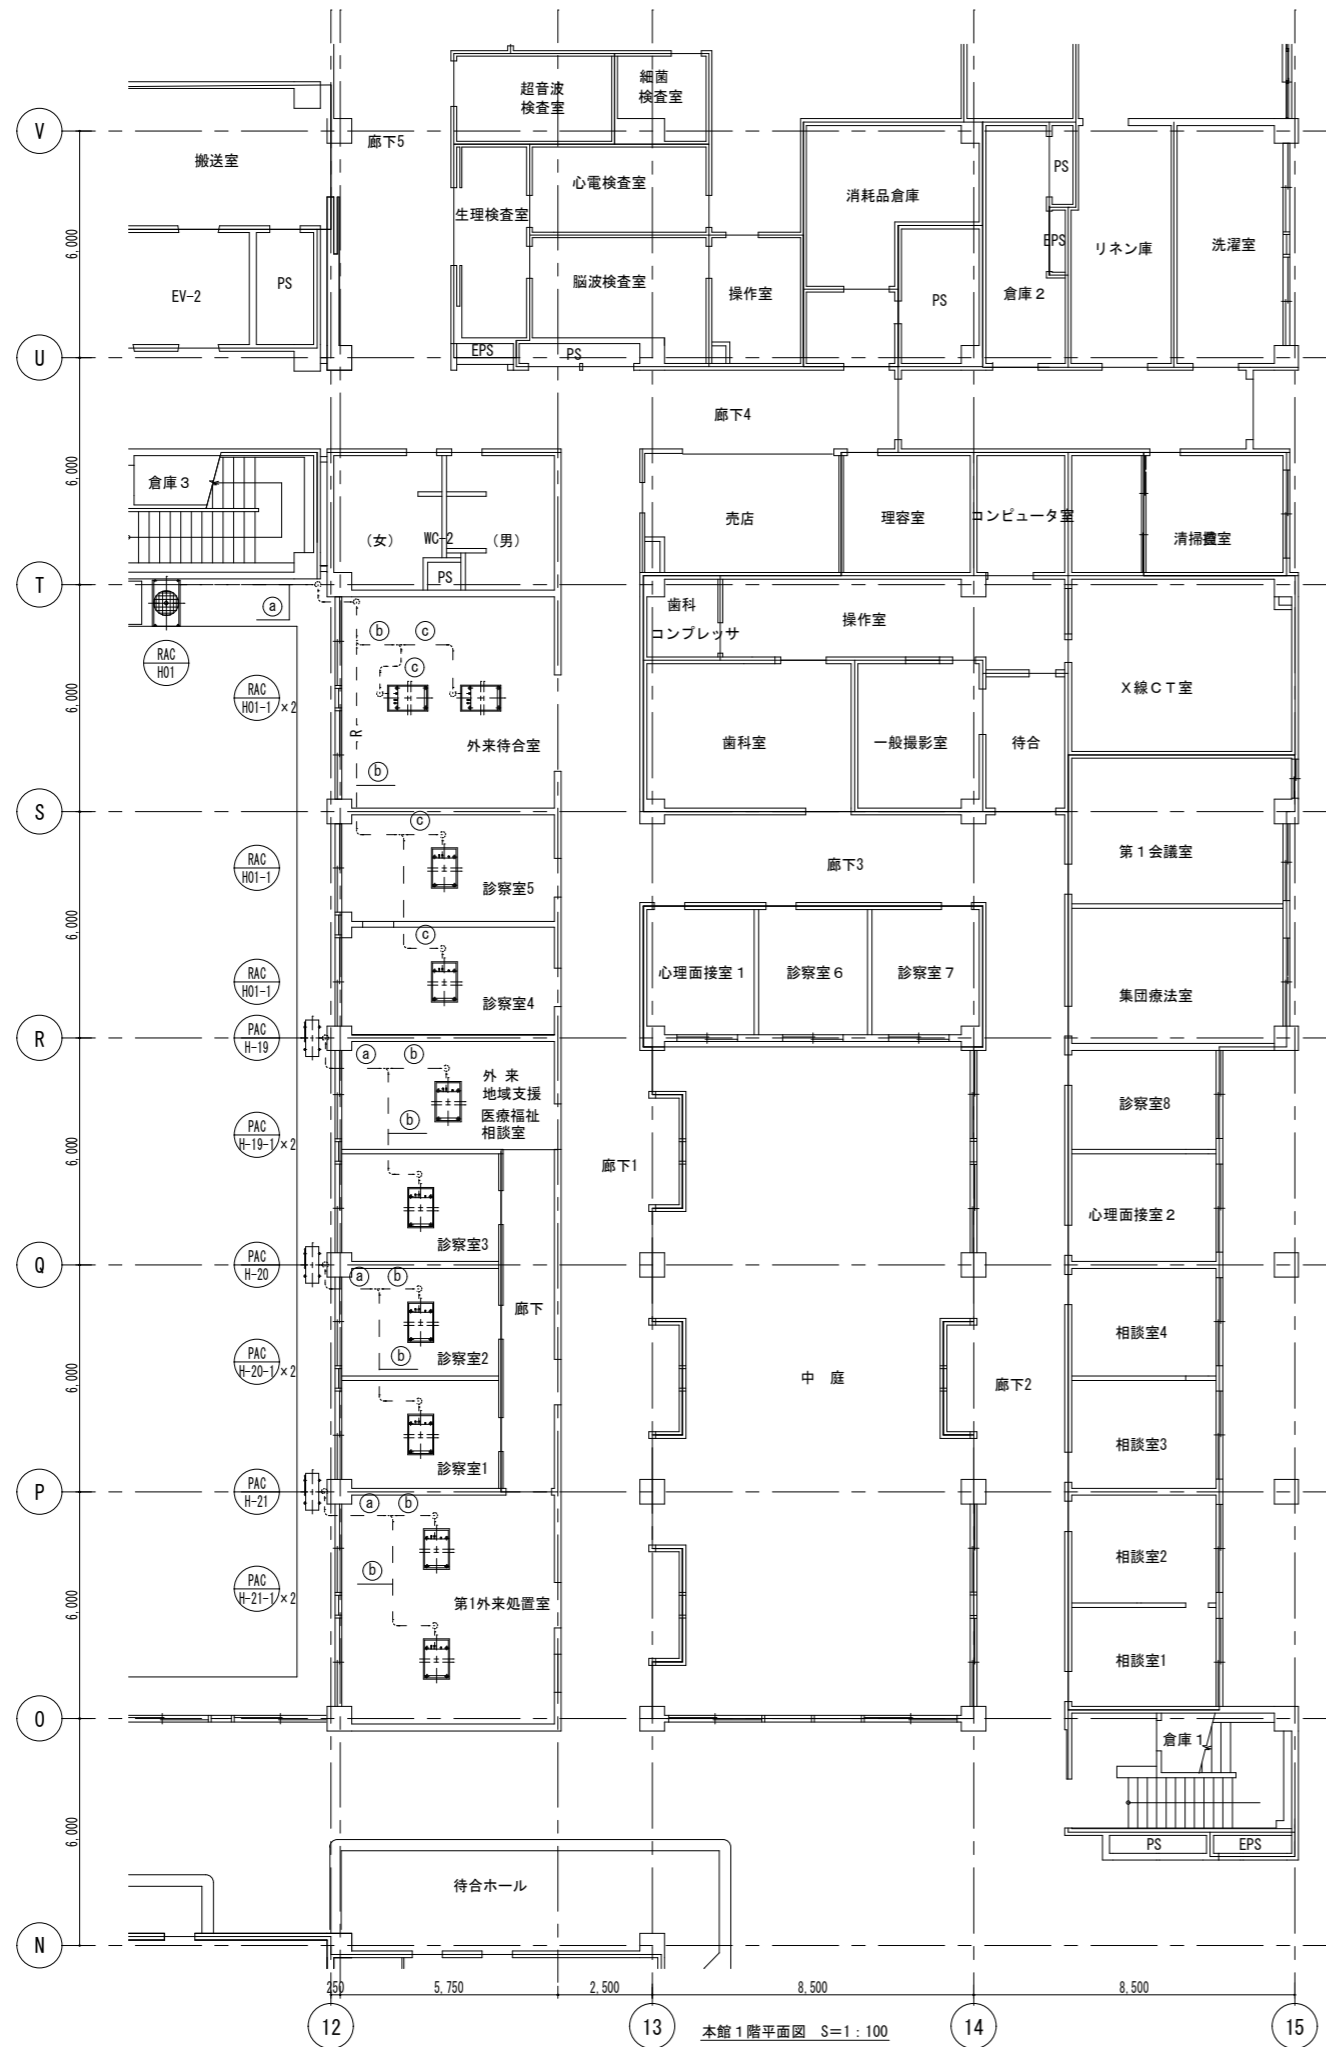 超音波
検査室
細菌
検査室
V
廊下5
搬送室
心電検査室
PS
消耗品倉庫
生理検査室
6,000
EPS
リネン庫
洗濯室
脳波検査室
操作室
倉庫２
EV-2
PS
PS
U
EPS
PS
廊下4
6,000
倉庫３
売店
理容室
コンピュータ室
(女)
WC-2
(男)
PS
T
ⓐ
歯科
コンプレッサ
操作室
ⓑ
ⓒ
RAC
H01
ⓒ
RAC
H01-1
×2
X線CT室
6,000
R
外来待合室
歯科室
一般撮影室
待合
ⓑ
S
ⓒ
第１会議室
RAC
H01-1
廊下3
診察室5
6,000
ⓒ
心理面接室１
診察室６
診察室７
RAC
H01-1
診察室4
集団療法室
R
PAC
H-19
ⓐ
ⓑ
外 来
地域支援
医療福祉
相談室
ⓑ
診察室8
PAC
H-19-1
×2
6,000
廊下1
心理面接室２
診察室3
Q
PAC
H-20
ⓐ
ⓑ
廊下
相談室4
ⓑ
診察室2
PAC
H-20-1
×2
6,000
中 庭
廊下2
相談室3
診察室1
P
PAC
H-21
ⓐ
ⓑ
相談室2
ⓑ
PAC
H-21-1
×2
6,000
第1外来処置室
相談室1
O
倉庫１
6,000
PS
EPS
待合ホール
N
250
5,750
2,500
8,500
8,500
12
13
14
15
本館１階平面図 S=1:100